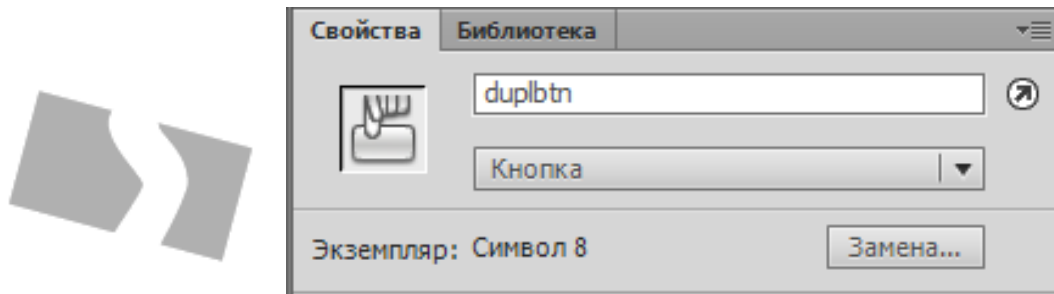 Свойства Библиотека
duplbtn
Кнопка
Экземпляр: Символ 8 Замена...